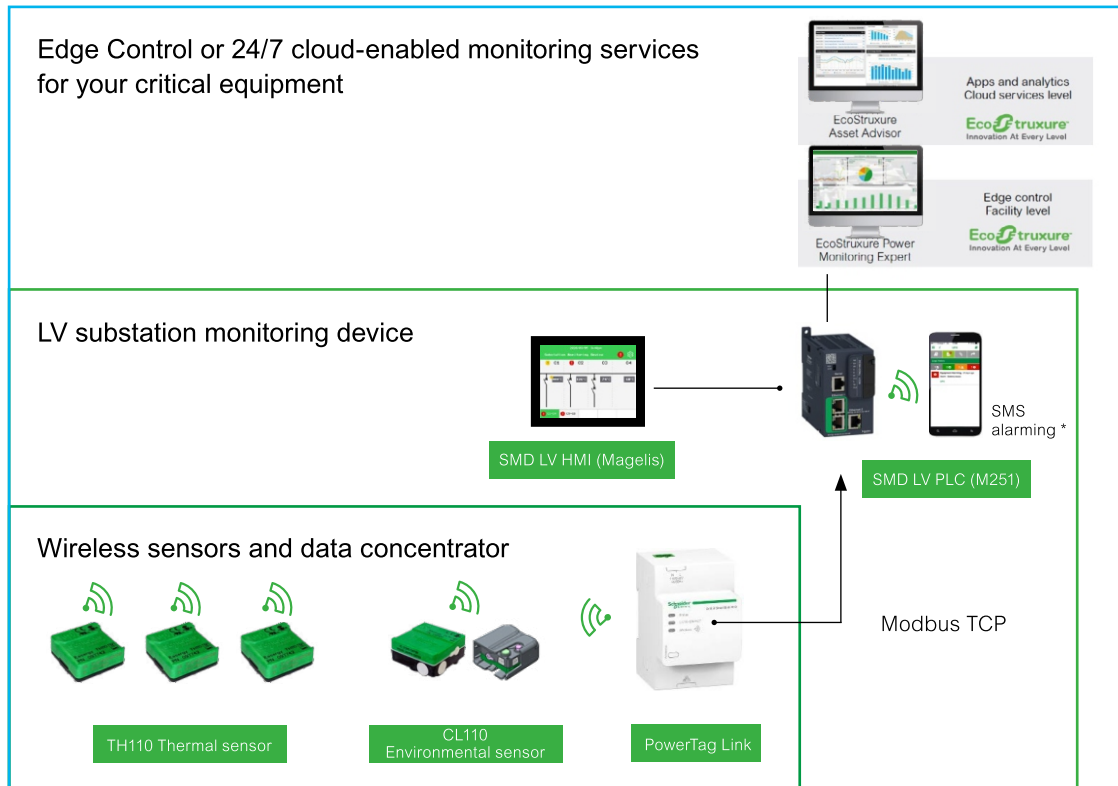 Edge Control or 24/7 cloud-enabled monitoring services
for your critical equipment
EcoStruxure
Asset Advisor
Apps and analytics
Cloud services level
EcoStruxure
Innovation At Every Level
EcoStruxure Power
Monitoring Expert
Edge control
Facility level
EcoStruxure
Innovation At Every Level
LV substation monitoring device
SMD LV HMI (Magelis)
SMS
alarming *
SMD LV PLC (M251)
Wireless sensors and data concentrator
Schneider
Modbus TCP
TH110 Thermal sensor
CL110
Environmental sensor
PowerTag Link